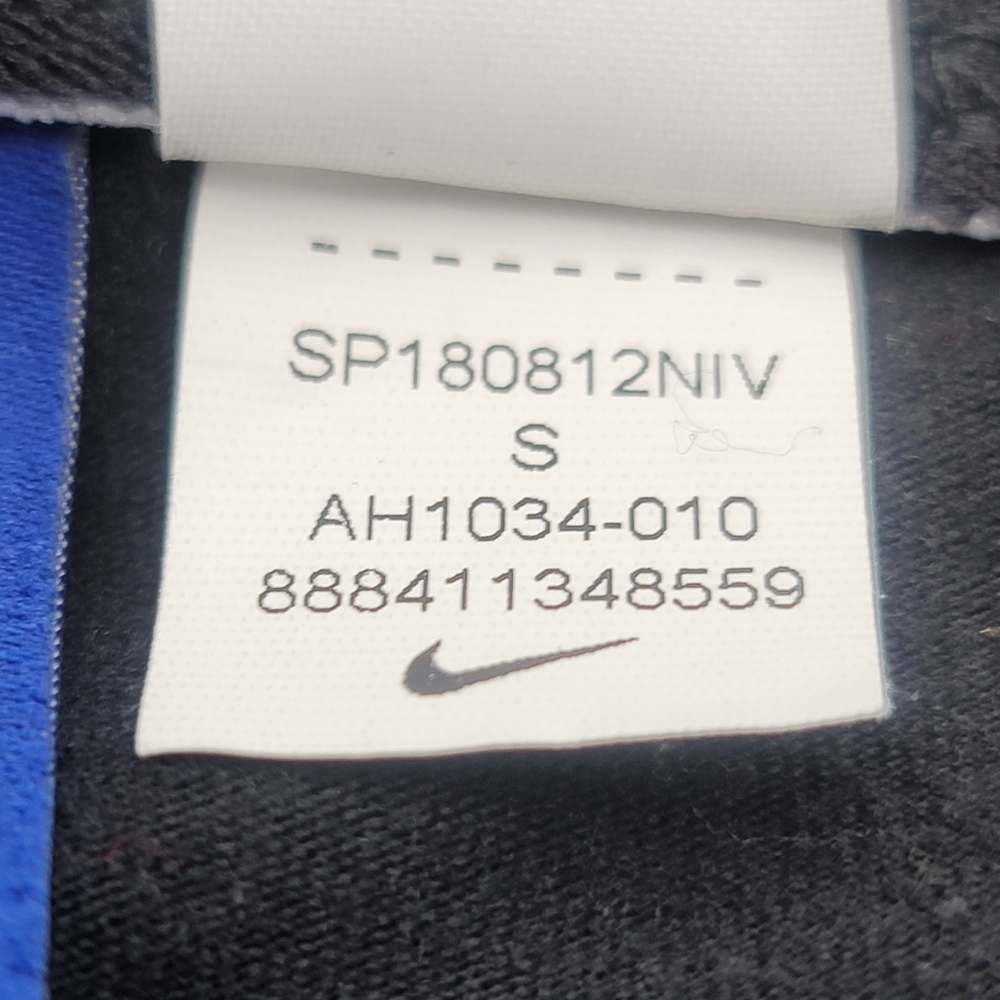 --------
SP180812NIV
S
AH1034-010
888411348559